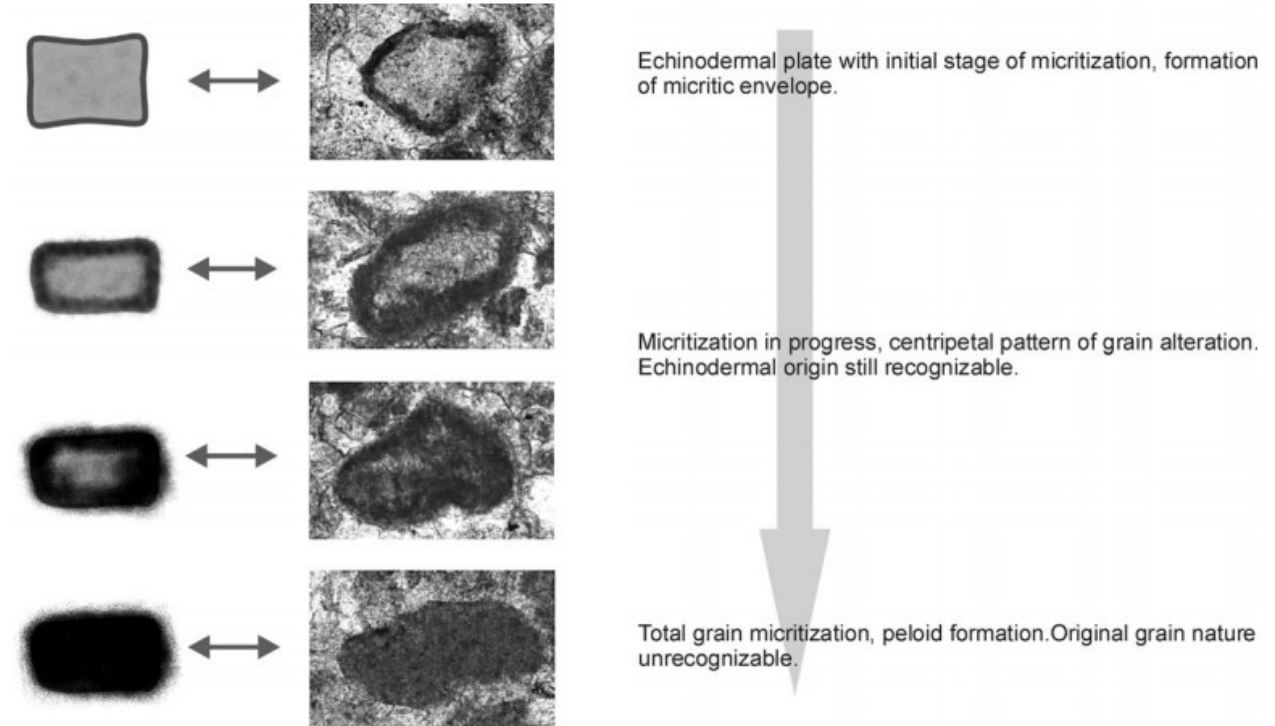 Echinodermal plate with initial stage of micritization, formation
of micritic envelope.
Micritization in progress, centripetal pattern of grain alteration.
Echinodermal origin still recognizable.
Total grain micritization, peloid formation.Original grain nature
unrecognizable.